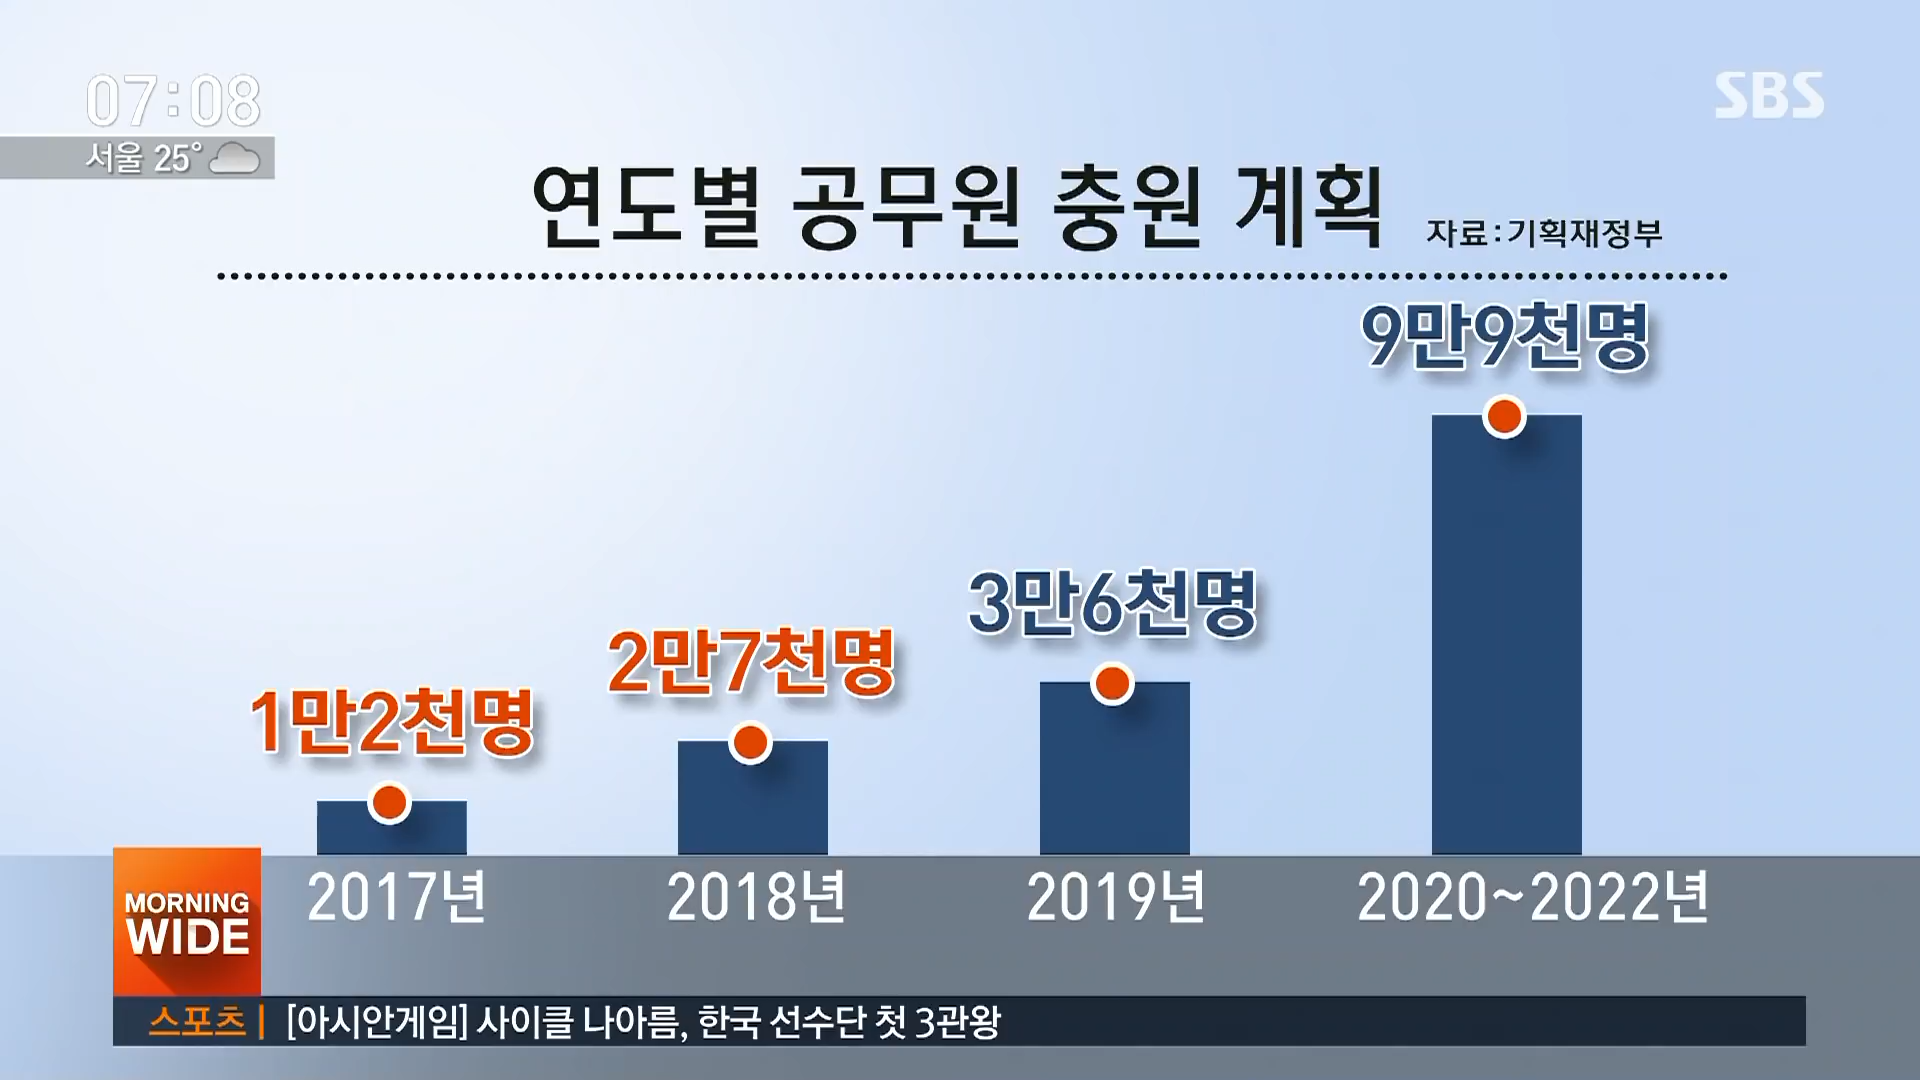 07:08
SBS
서울 25°
연도별 공무원 충원 계획
자료:기획재정부
9만9천명
3만6천명
2만7천명
1만2천명
2017년 2018년 2019년 2020~2022년
MORNING
WIDE
스포츠 | [아시안게임] 사이클 나아름, 한국 선수단 첫 3관왕